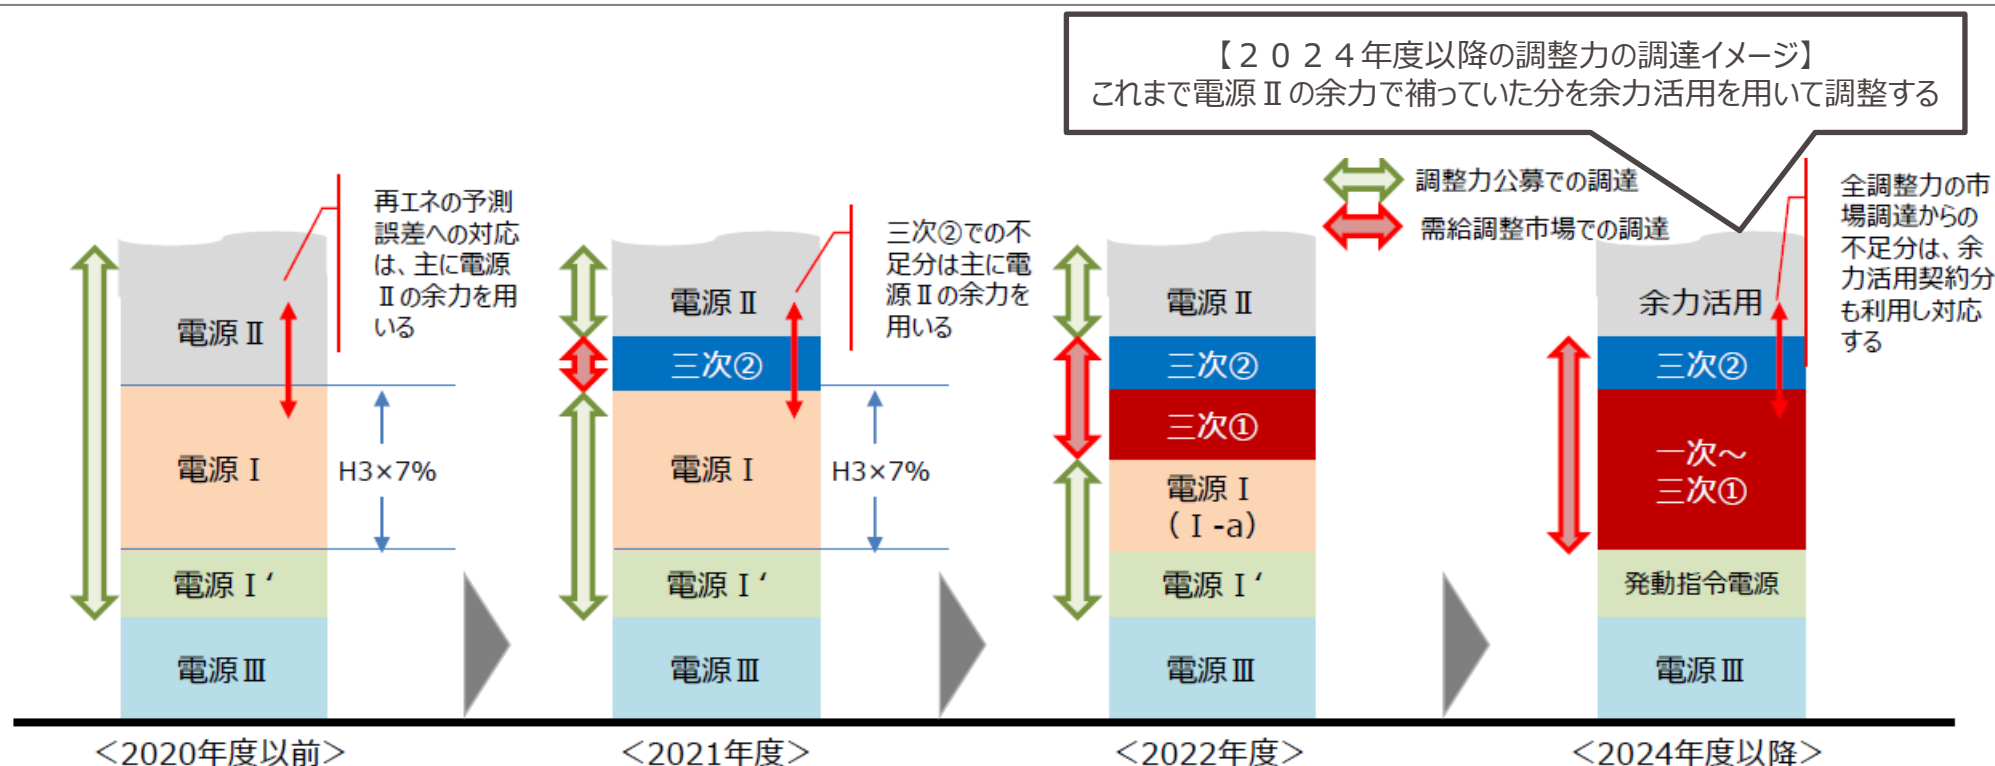 【２０２４年度以降の調整力の調達イメージ】
これまで電源Ⅱの余力で補っていた分を余力活用を用いて調整する
調整力公募での調達
需給調整市場での調達
再エネの予測
誤差への対応
は、主に電源
Ⅱの余力を用
いる
電源Ⅱ
電源Ⅰ
H3×7%
電源Ⅰ‘
電源Ⅲ
＜2020年度以前＞
三次②での不
足分は主に電
源Ⅱの余力を
用いる
電源Ⅱ
三次②
電源Ⅰ
H3×7%
電源Ⅰ‘
電源Ⅲ
＜2021年度＞
電源Ⅱ
三次②
三次①
電源Ⅰ
（Ⅰ-a）
電源Ⅰ‘
電源Ⅲ
＜2022年度＞
全調整力の市
場調達からの
不足分は、余
力活用契約分
も利用し対応
する
余力活用
三次②
一次～
三次①
発動指令電源
電源Ⅲ
＜2024年度以降＞